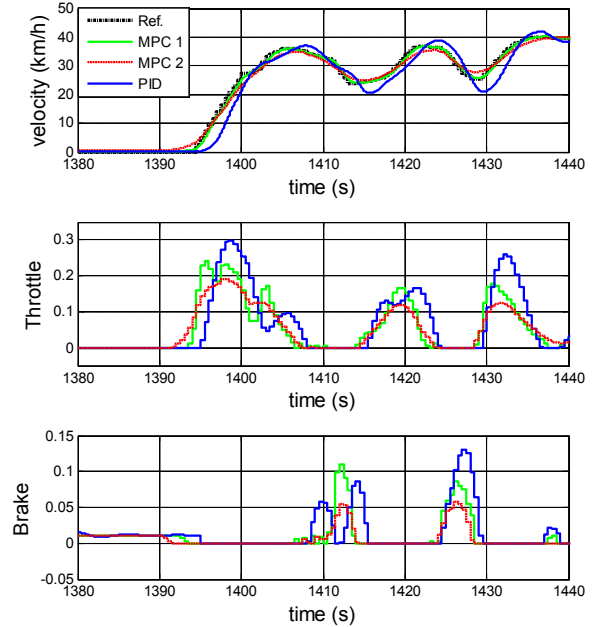 50
40
30
20
10
0
velocity (km/h)
Ref.
MPC 1
MPC 2
PID
1380 1390 1400 1410 1420 1430 1440
time (s)
0.3
0.2
0.1
0
Throttle
1380 1390 1400 1410 1420 1430 1440
time (s)
0.15
0.1
0.05
0
-0.05
Brake
1380 1390 1400 1410 1420 1430 1440
time (s)